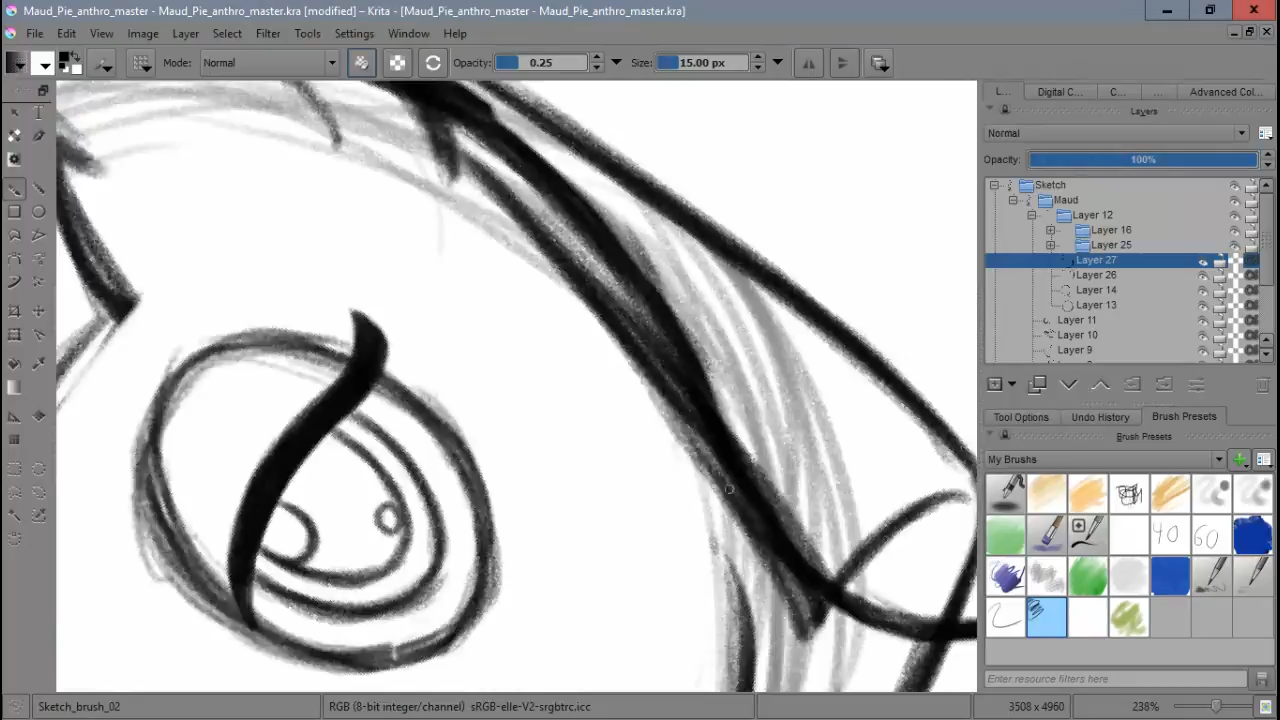 Maud_Pie_anthro_master - Maud_Pie_anthro_master.kra [modified] – Krita - [Maud_Pie_anthro_master - Maud_Pie_anthro_master.kra]
File Edit View Image Layer Select Filter Tools Settings Window Help
Mode: Normal Opacity: 0.25 Size: 15.00 px
L... Digital C... C... ... Advanced Col...
Layers
Normal
Opacity: 100%
Sketch
Maud
Layer 12
Layer 16
Layer 25
Layer 27
Layer 26
Layer 14
Layer 13
Layer 11
Layer 10
Layer 9
Tool Options Undo History Brush Presets
Brush Presets
My Brushes
40 60
Enter resource filters here
Sketch_brush_02 RGB (8-bit integer/channel) sRGB-elle-V2-srgbtrc.icc 3508 x 4960 238%